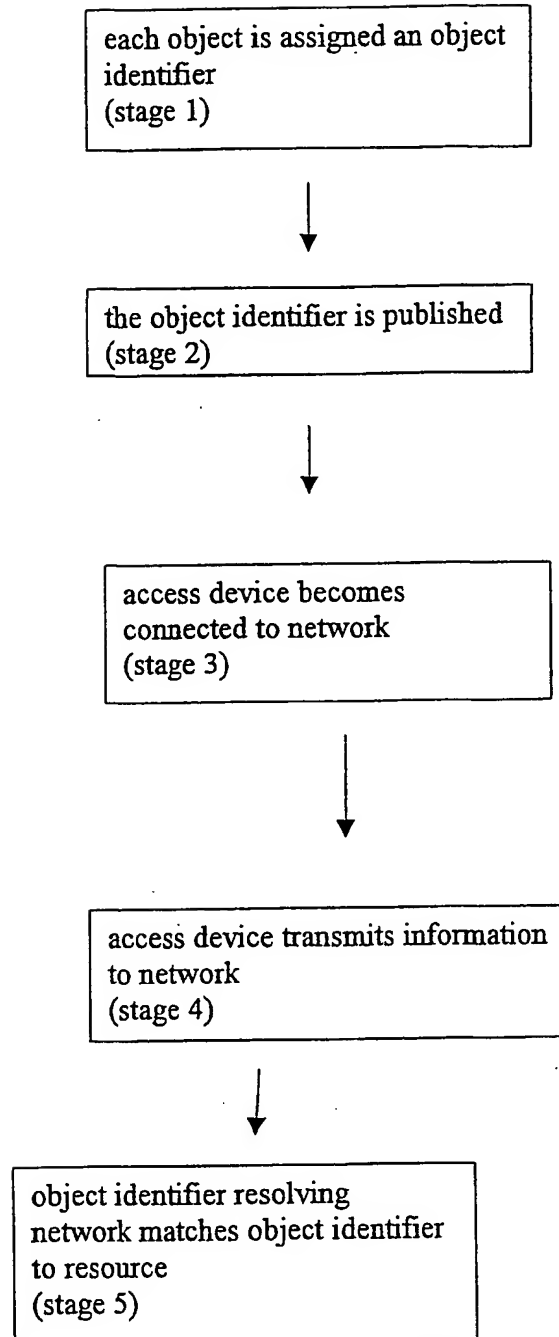 each object is assigned an object
identifier
(stage 1)
the object identifier is published
(stage 2)
access device becomes
connected to network
(stage 3)
access device transmits information
to network
(stage 4)
object identifier resolving
network matches object identifier
to resource
(stage 5)